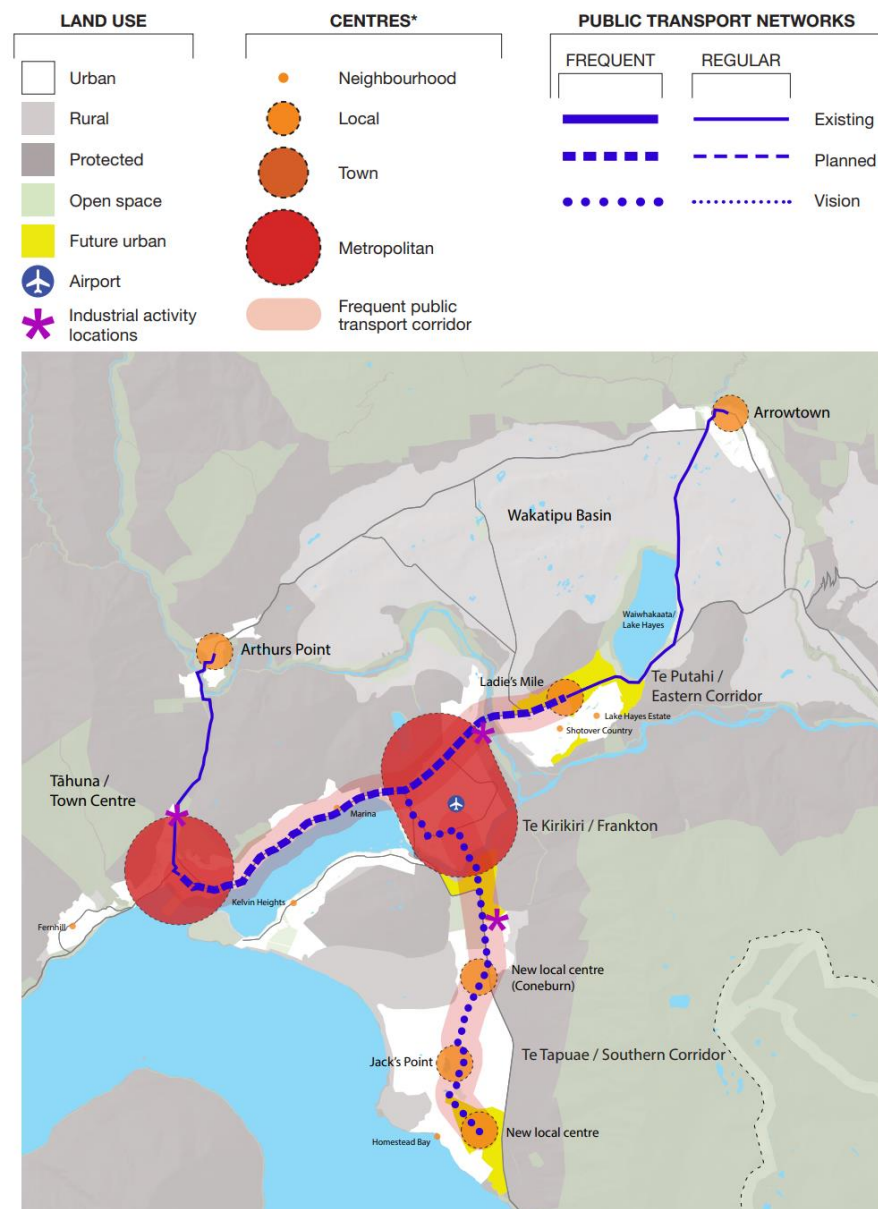 LAND USE
Urban
Rural
Protected
Open space
Future urban
Airport
Industrial activity
locations
CENTRES*
Neighbourhood
Local
Town
Metropolitan
Frequent public
transport corridor
PUBLIC TRANSPORT NETWORKS
FREQUENT
REGULAR
Existing
Planned
Vision
Arrowtown
Wakatipu Basin
Waiwhakaata/
Lake Hayes
Arthurs Point
Ladie's Mile
Te Putahi /
Eastern Corridor
Lake Hayes Estate
Shotover Country
Tāhuna /
Town Centre
Marina
Te Kirikiri / Frankton
Kelvin Heights
Fernhill
New local centre
(Coneburn)
Te Tapuae / Southern Corridor
Jack's Point
New local centre
Homestead Bay